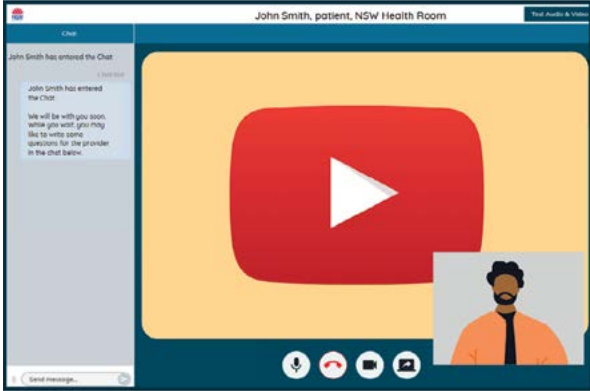 John Smith, patient, NSW Health Room
Test Audio & Video
Chat
John Smith has entered the Chat
Chat Bot
John Smith has entered
the Chat
We will be with you soon.
While you wait, you may
like to write some
questions for the provider
in the chat below.
Send message...